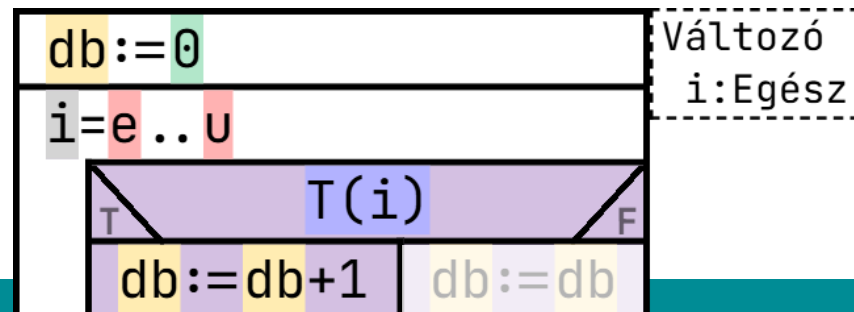 db:=0
Változó
i:Egész
i=e..u
T(i)
T
F
db:=db+1
db:=db